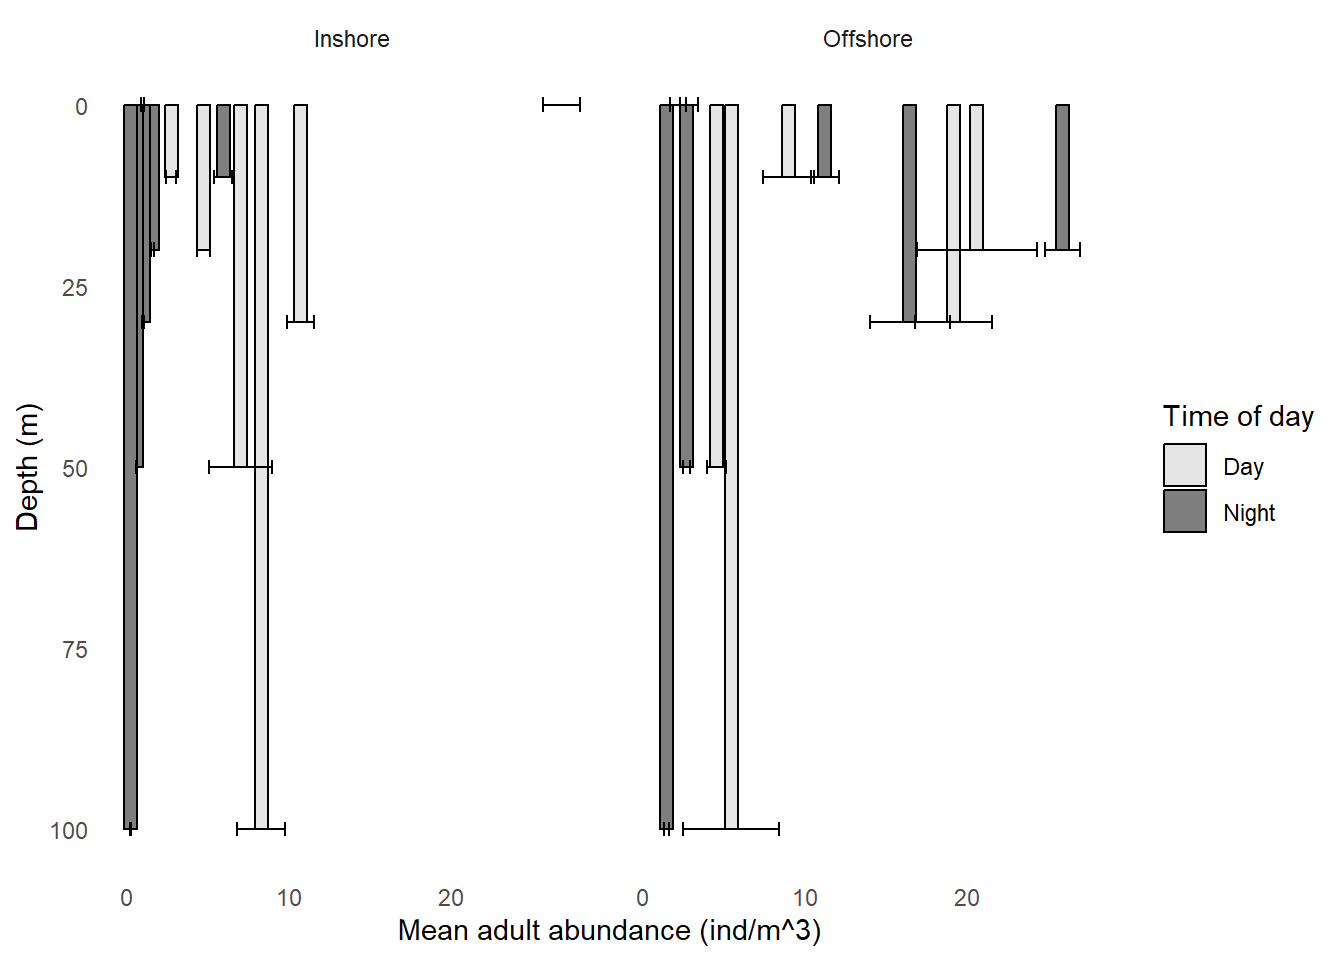 Inshore
Offshore
0
25
50
75
100
Depth (m)
0 10 20
0 10 20
Mean adult abundance (ind/m^3)
Time of day
Day
Night